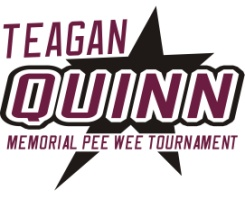 TEAGAN
QUINN
MEMORIAL PEE WEE TOURNAMENT